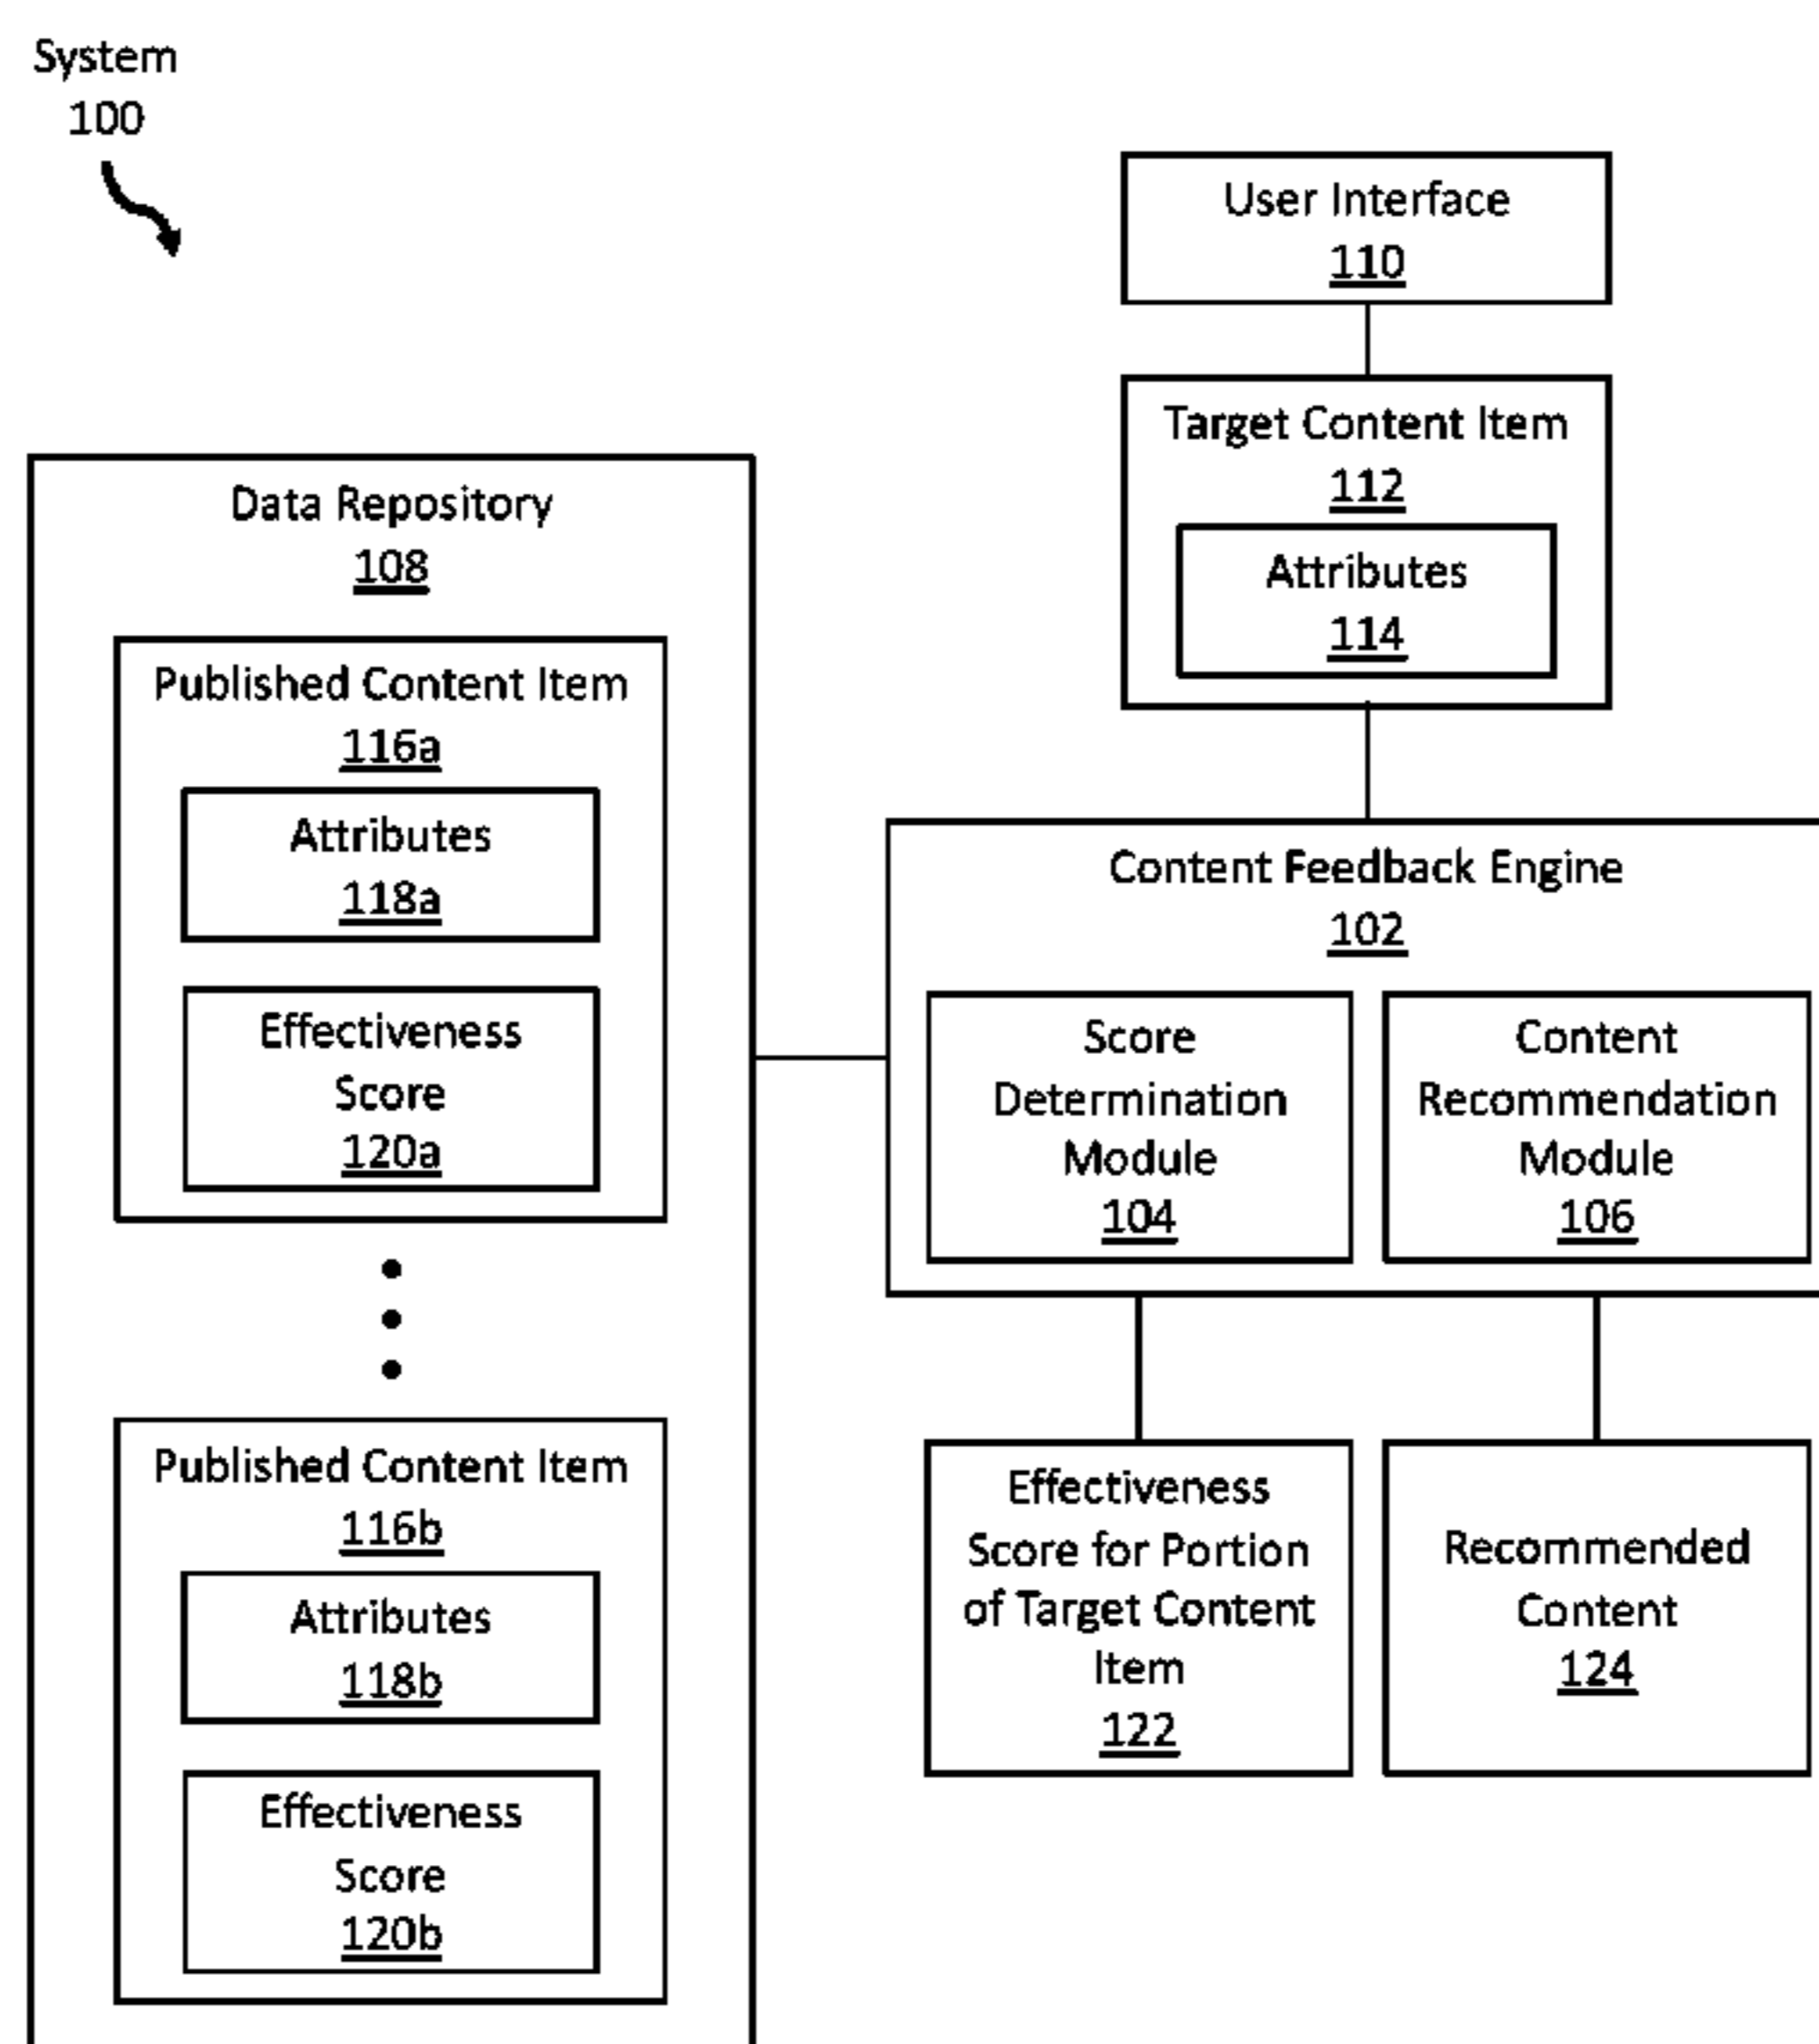 System
100
User Interface
110
Target Content Item
112
Attributes
114
Data Repository
108
Published Content Item
116a
Attributes
118a
Effectiveness
Score
120a
Published Content Item
116b
Attributes
118b
Effectiveness
Score
120b
Content Feedback Engine
102
Score
Determination
Module
104
Content
Recommendation
Module
106
Effectiveness
Score for Portion
of Target Content
Item
122
Recommended
Content
124